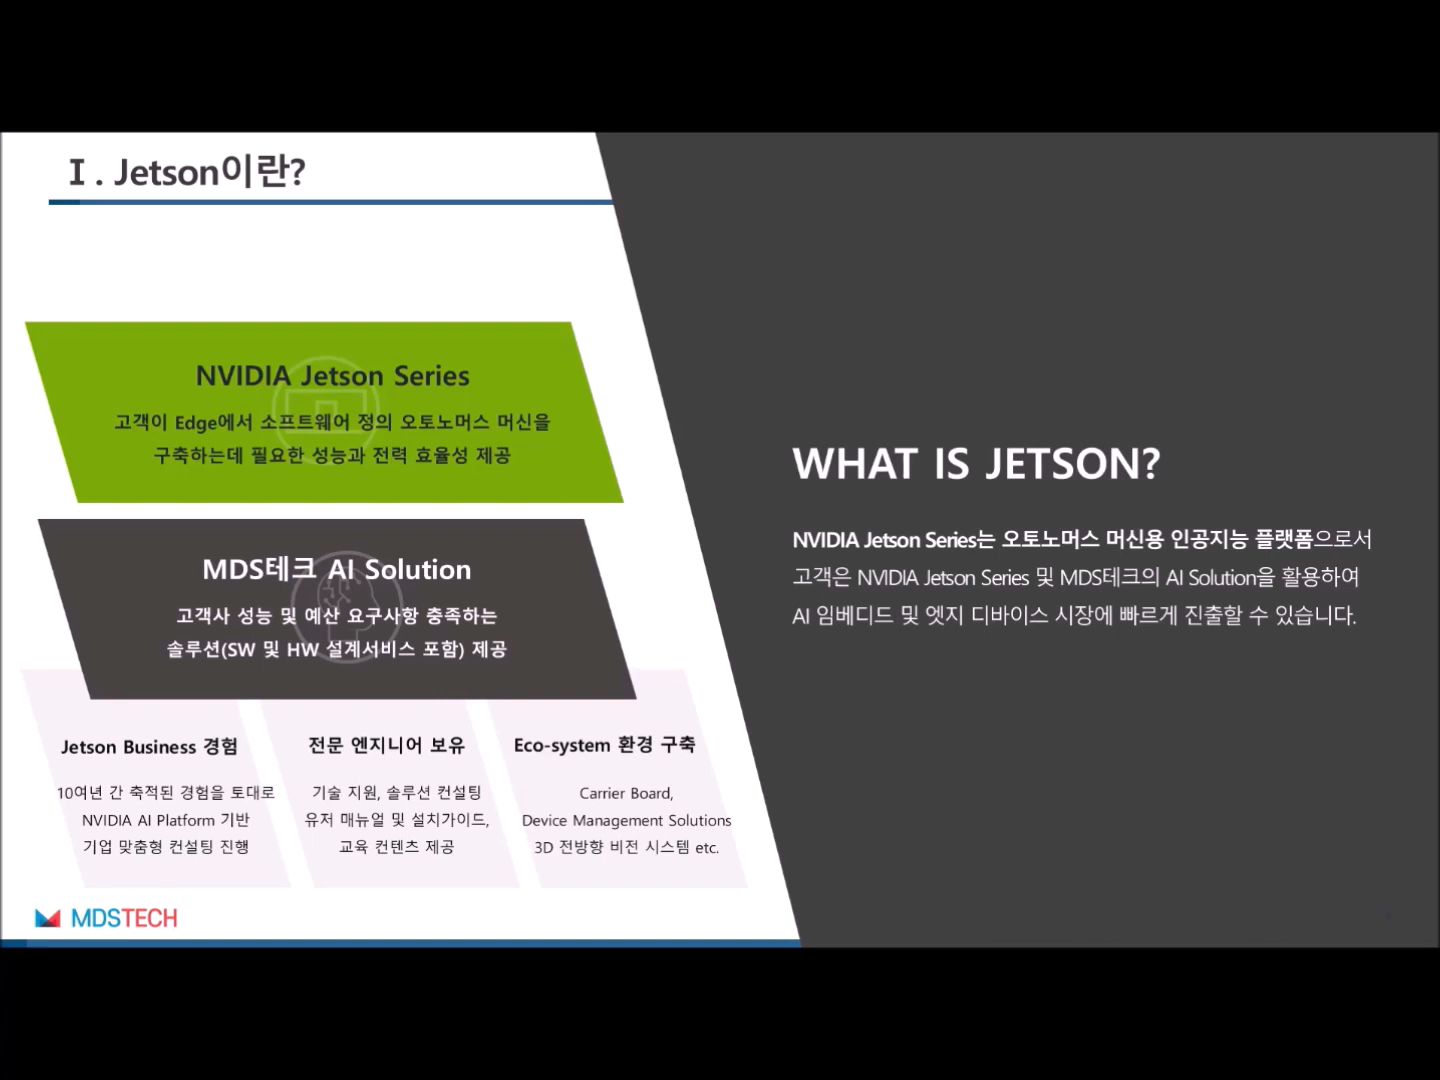 Ⅰ. Jetson이란?
NVIDIA Jetson Series
고객이 Edge에서 소프트웨어 정의 오토노머스 머신을
구축하는데 필요한 성능과 전력 효율성 제공
MDS테크 AI Solution
고객사 성능 및 예산 요구사항 충족하는
솔루션(SW 및 HW 설계서비스 포함) 제공
Jetson Business 경험
10여년 간 축적된 경험을 토대로
NVIDIA AI Platform 기반
기업 맞춤형 컨설팅 진행
전문 엔지니어 보유
기술 지원, 솔루션 컨설팅
유저 매뉴얼 및 설치가이드,
교육 컨텐츠 제공
Eco-system 환경 구축
Carrier Board,
Device Management Solutions
3D 전방향 비전 시스템 etc.
MDSTECH
WHAT IS JETSON?
NVIDIA Jetson Series는 오토노머스 머신용 인공지능 플랫폼으로서
고객은 NVIDIA Jetson Series 및 MDS테크의 AI Solution을 활용하여
AI 임베디드 및 엣지 디바이스 시장에 빠르게 진출할 수 있습니다.